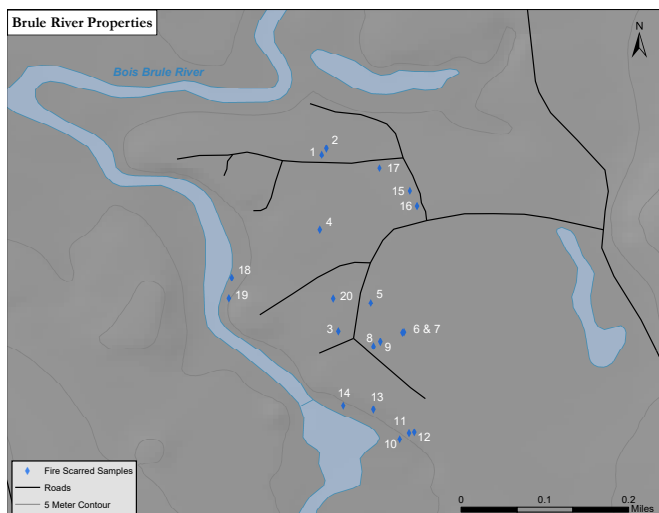 Brule River Properties
N
Bois Brule River
2
1
17
15
16
4
18
19
20
5
3
6 & 7
8
9
14
13
11
12
10
Fire Scarred Samples
Roads
5 Meter Contour
0 0.1 0.2
Miles